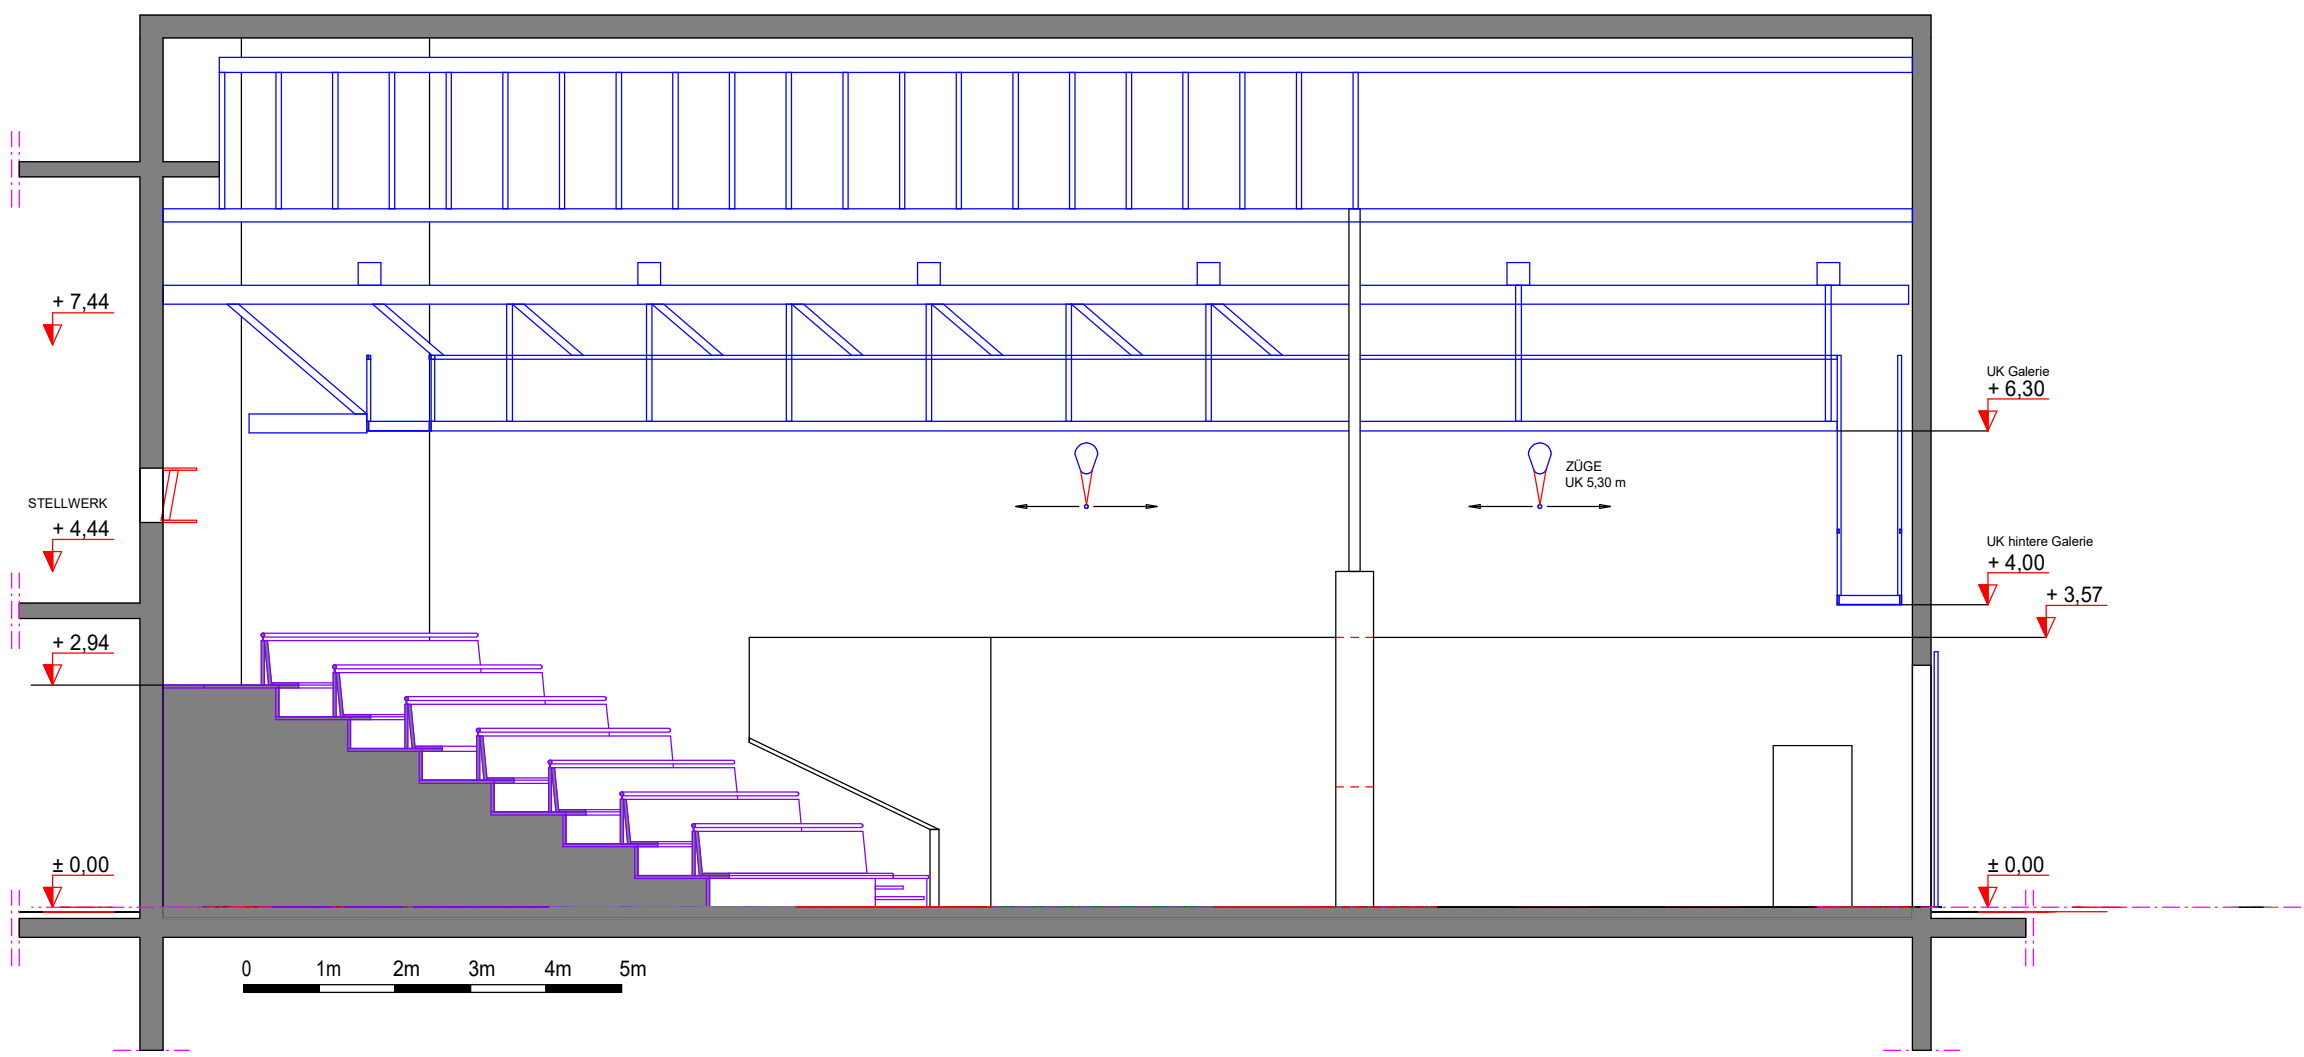 + 7,44
UK Galerie
+ 6,30
ZÜGE
UK 5,30 m
STELLWERK
+ 4,44
UK hintere Galerie
+ 4,00
+ 3,57
+ 2,94
± 0,00
± 0,00
0 1m 2m 3m 4m 5m